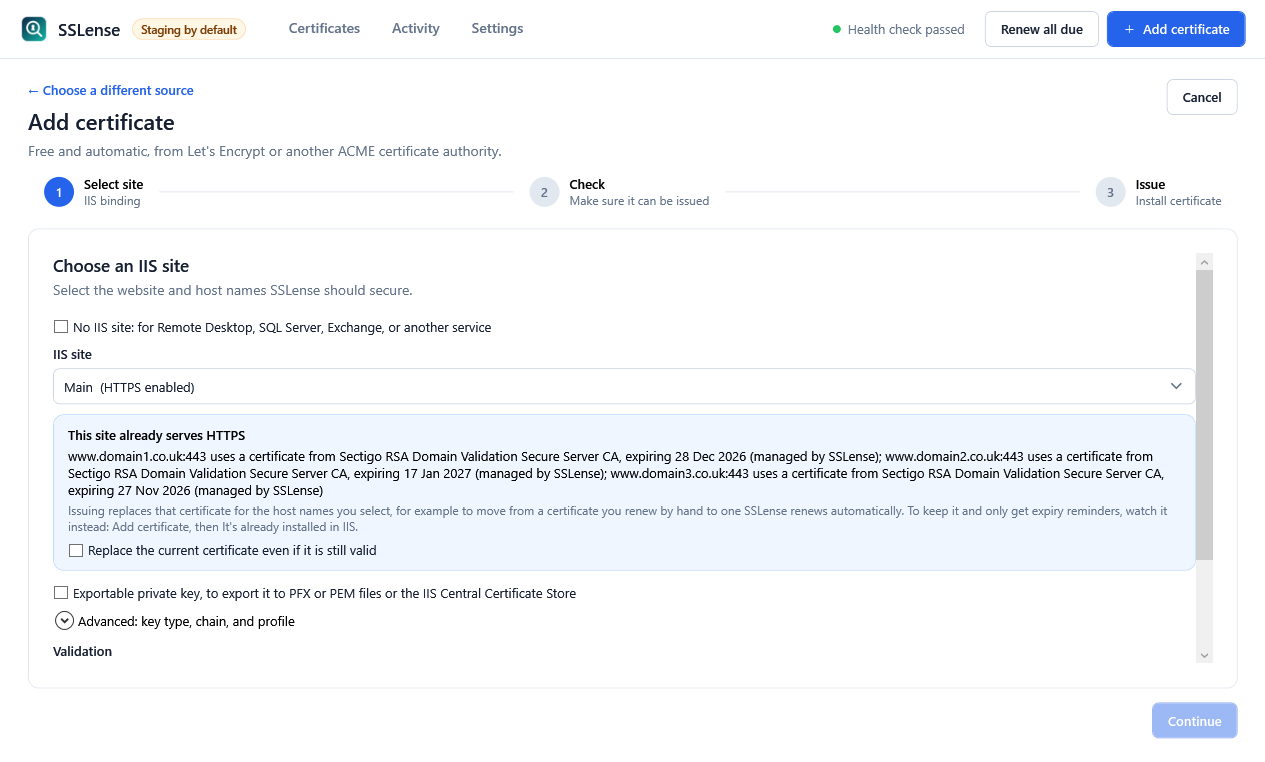 SSLense
Staging by default
Certificates
Activity
Settings
Health check passed
Renew all due
+ Add certificate
← Choose a different source
Cancel
Add certificate
Free and automatic, from Let's Encrypt or another ACME certificate authority.
1
Select site
IIS binding
2
Check
Make sure it can be issued
3
Issue
Install certificate
Choose an IIS site
Select the website and host names SSLense should secure.
No IIS site: for Remote Desktop, SQL Server, Exchange, or another service
IIS site
Main (HTTPS enabled)
This site already serves HTTPS
www.domain1.co.uk:443 uses a certificate from Sectigo RSA Domain Validation Secure Server CA, expiring 28 Dec 2026 (managed by SSLense); www.domain2.co.uk:443 uses a certificate from
Sectigo RSA Domain Validation Secure Server CA, expiring 17 Jan 2027 (managed by SSLense); www.domain3.co.uk:443 uses a certificate from Sectigo RSA Domain Validation Secure Server CA,
expiring 27 Nov 2026 (managed by SSLense)
Issuing replaces that certificate for the host names you select, for example to move from a certificate you renew by hand to one SSLense renews automatically. To keep it and only get expiry reminders, watch it
instead: Add certificate, then It's already installed in IIS.
Replace the current certificate even if it is still valid
Exportable private key, to export it to PFX or PEM files or the IIS Central Certificate Store
Advanced: key type, chain, and profile
Validation
Continue